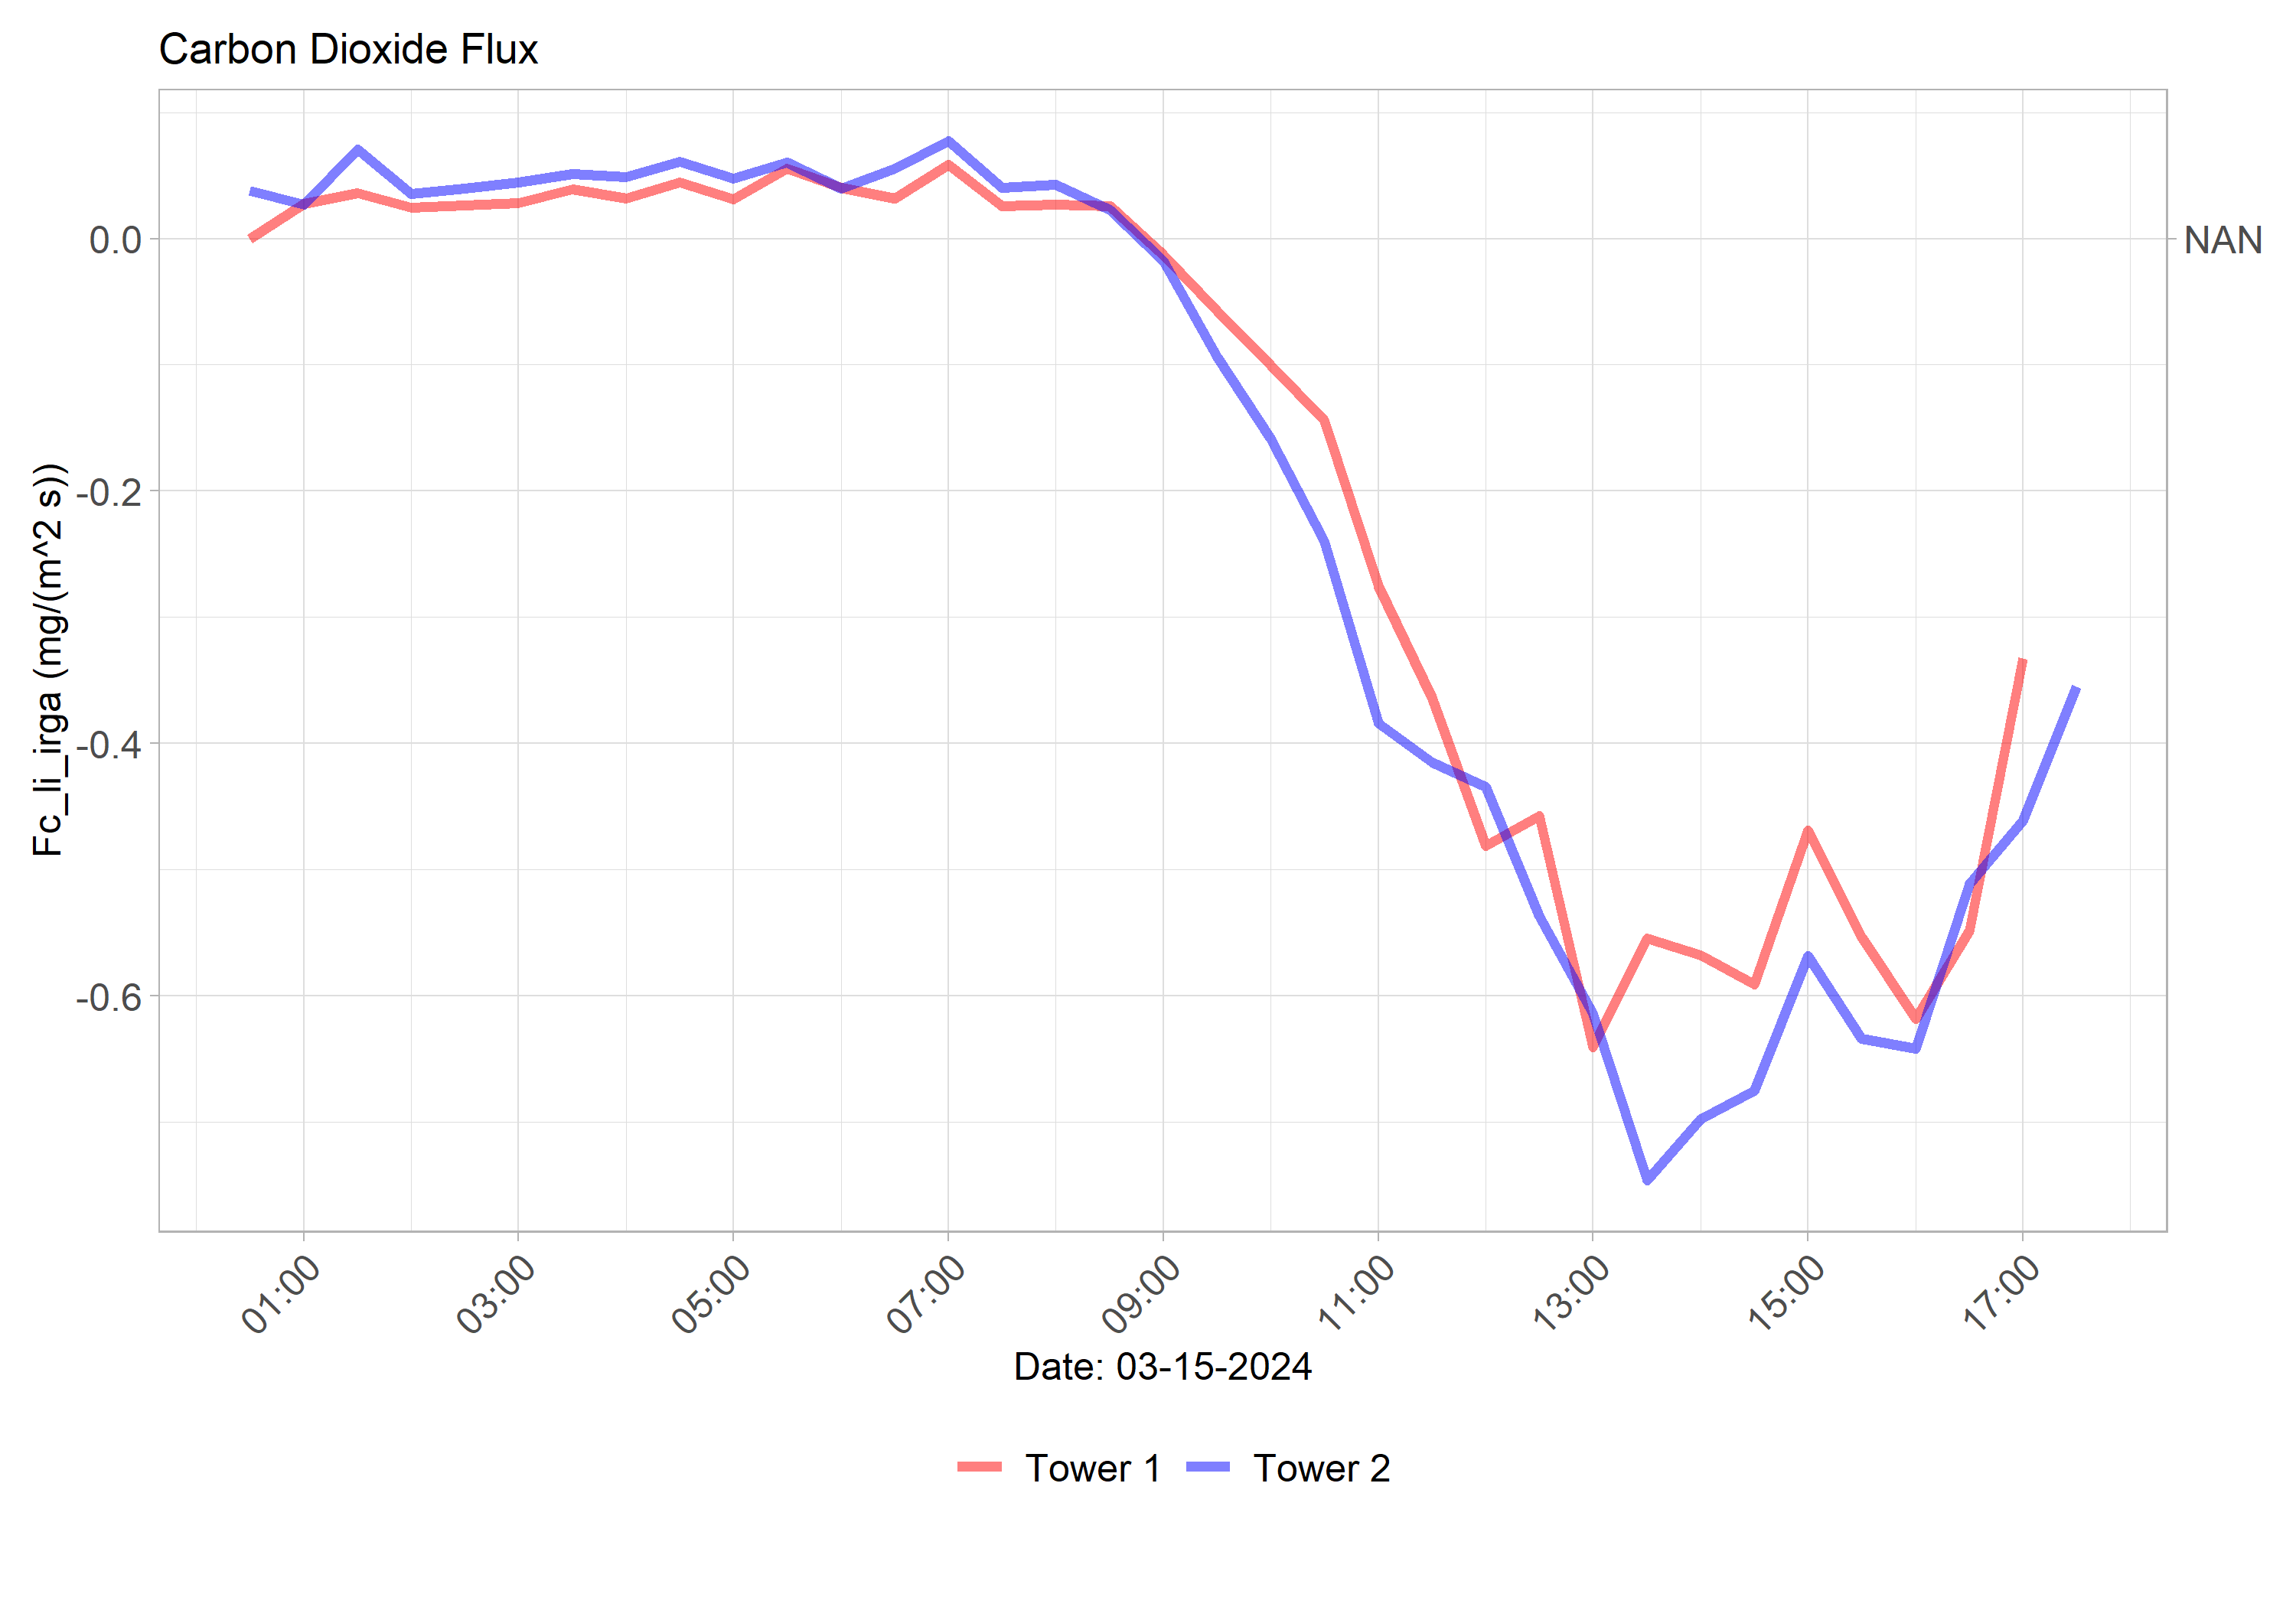 Carbon Dioxide Flux
Fc_li_irga (mg/(m^2 s))
0.0
-0.2
-0.4
-0.6
NAN
01:00
03:00
05:00
07:00
09:00
11:00
13:00
15:00
17:00
Date: 03-15-2024
Tower 1
Tower 2